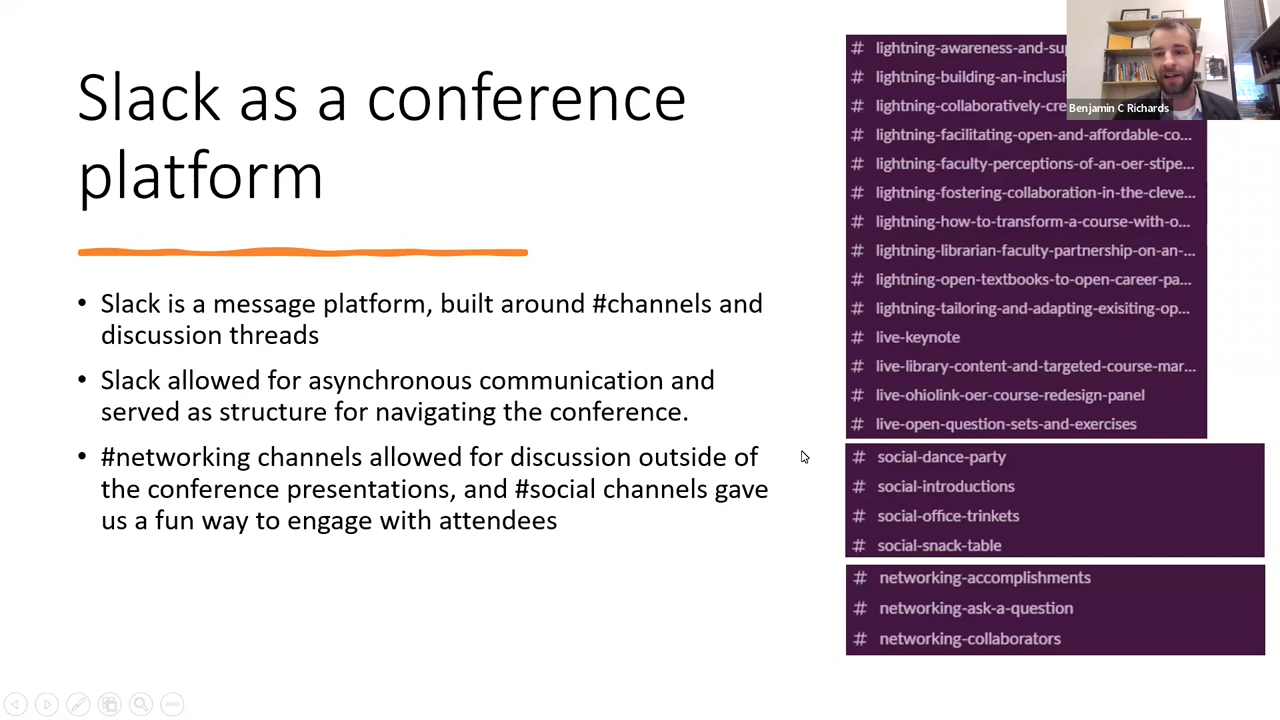 Slack as a conference
platform
• Slack is a message platform, built around #channels and
discussion threads
• Slack allowed for asynchronous communication and
served as structure for navigating the conference.
• #networking channels allowed for discussion outside of
the conference presentations, and #social channels gave
us a fun way to engage with attendees
# lightning-awareness-and-su
# lightning-building-an-inclusi
# lightning-collaboratively-cre
# lightning-facilitating-open-and-affordable-co...
# lightning-faculty-perceptions-of-an-oer-stipe...
# lightning-fostering-collaboration-in-the-cleve...
# lightning-how-to-transform-a-course-with-o...
# lightning-librarian-faculty-partnership-on-an-...
# lightning-open-textbooks-to-open-career-pa...
# lightning-tailoring-and-adapting-exisiting-op...
# live-keynote
# live-library-content-and-targeted-course-mar...
# live-ohiolink-oer-course-redesign-panel
# live-open-question-sets-and-exercises
# social-dance-party
# social-introductions
# social-office-trinkets
# social-snack-table
# networking-accomplishments
# networking-ask-a-question
# networking-collaborators
Benjamin C Richards